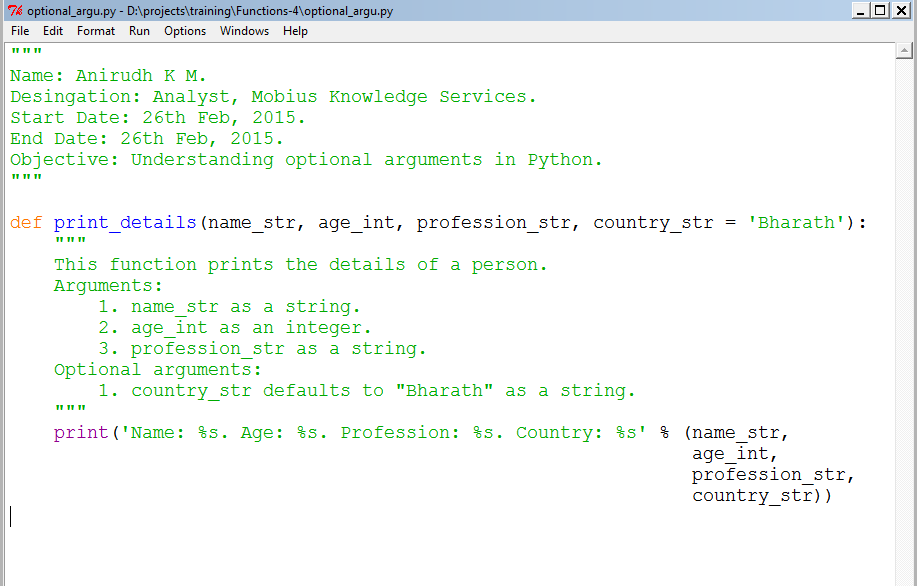 optional_argu.py - D:\projects\training\Functions-4\optional_argu.py
File Edit Format Run Options Windows Help
"""
Name: Anirudh K M.
Desingation: Analyst, Mobius Knowledge Services.
Start Date: 26th Feb, 2015.
End Date: 26th Feb, 2015.
Objective: Understanding optional arguments in Python.
"""
def print_details(name_str, age_int, profession_str, country_str = 'Bharath'):
    """
    This function prints the details of a person.
    Arguments:
        1. name_str as a string.
        2. age_int as an integer.
        3. profession_str as a string.
    Optional arguments:
        1. country_str defaults to "Bharath" as a string.
    """
    print('Name: %s. Age: %s. Profession: %s. Country: %s' % (name_str,
                                                              age_int,
                                                              profession_str,
                                                              country_str))